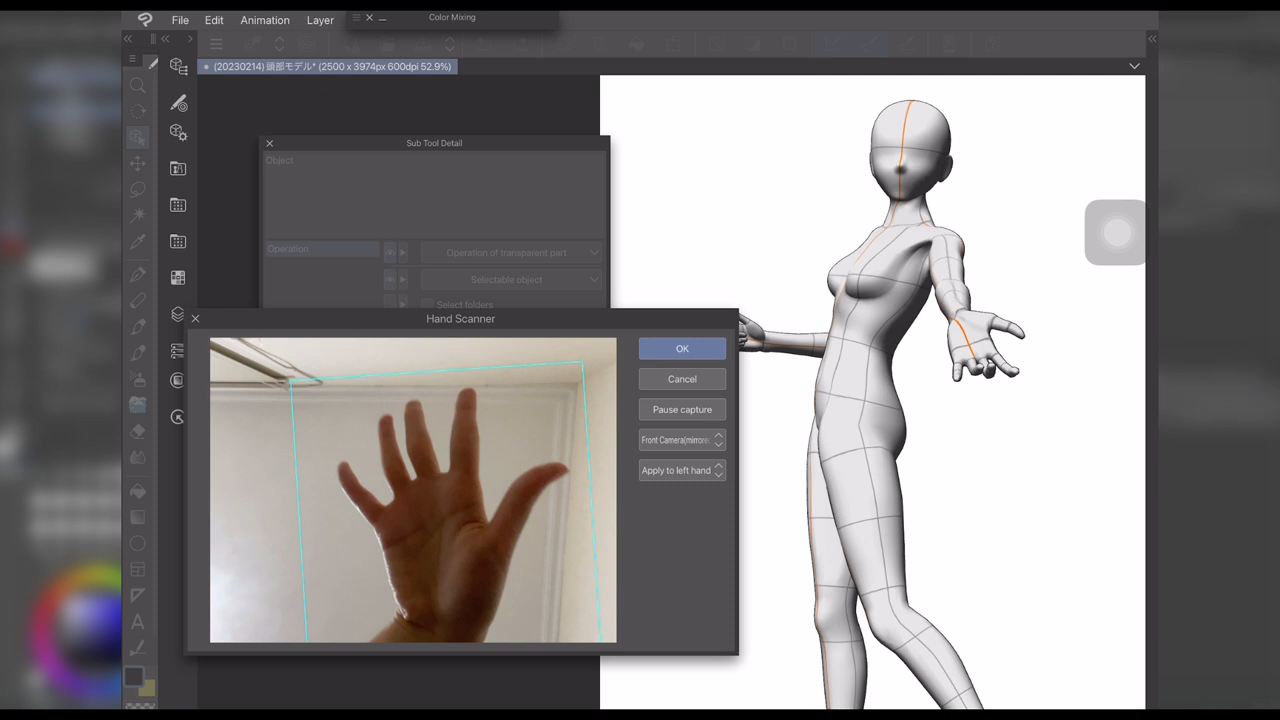 File Edit Animation Layer
Color Mixing
(20230214) 頭部モデル* (2500 x 3974px 600dpi 52.9%)
Sub Tool Detail
Object
Operation
Operation of transparent part
Selectable object
Select folders
Hand Scanner
OK
Cancel
Pause capture
Front Camera(mirrore
Apply to left hand